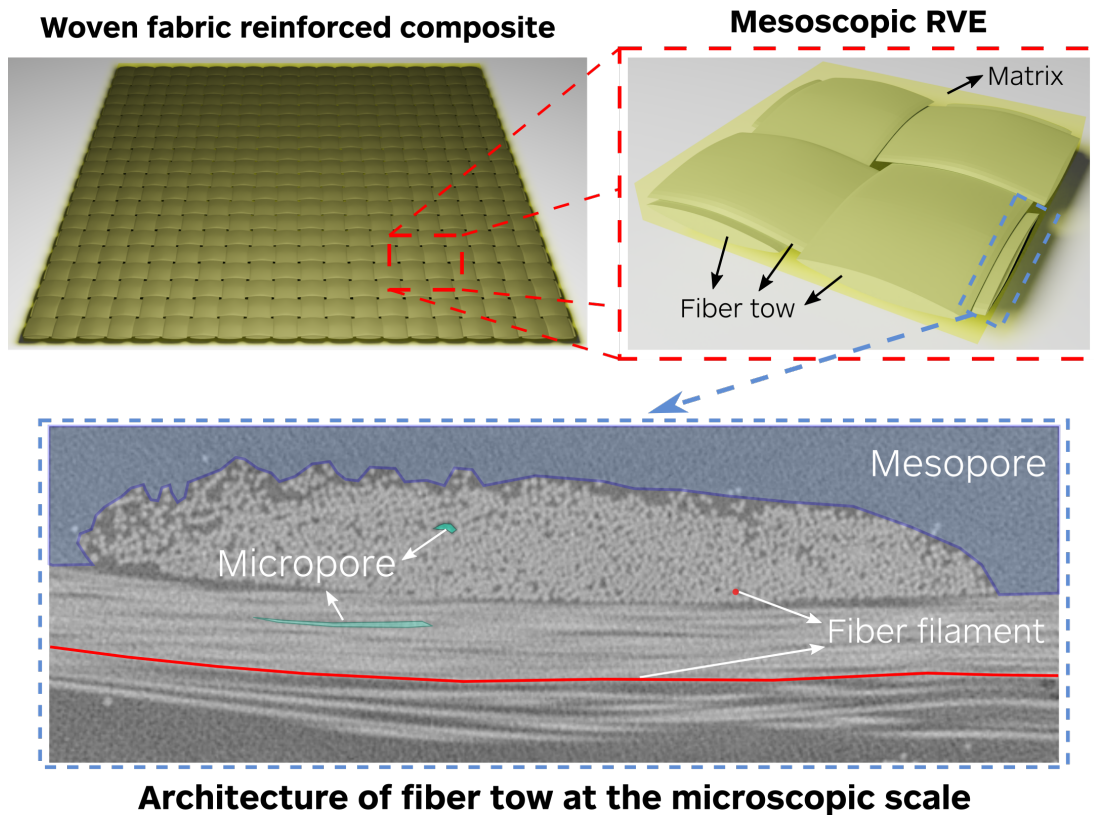 Woven fabric reinforced composite
Mesoscopic RVE
Matrix
Fiber tow
Mesopore
Micropore
Fiber filament
Architecture of fiber tow at the microscopic scale